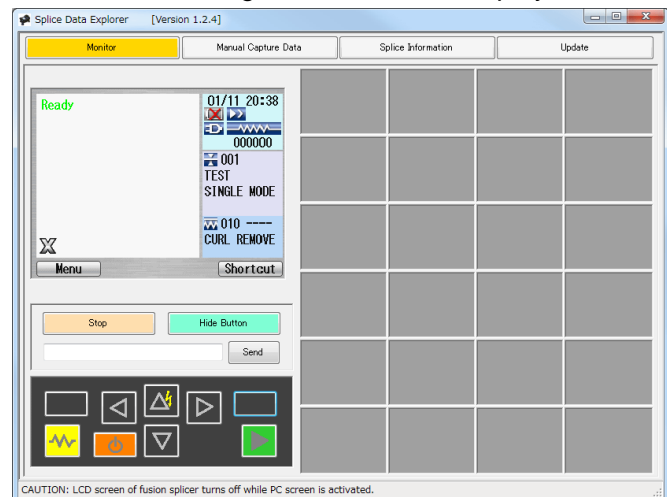 Splice Data Explorer [Version 1.2.4]
Monitor Manual Capture Data Splice Information Update
Ready
01/11 20:38
000000
001
TEST
SINGLE MODE
010 ----
CURL REMOVE
X
Menu Shortcut
Stop Hide Button
Send
CAUTION: LCD screen of fusion splicer turns off while PC screen is activated.